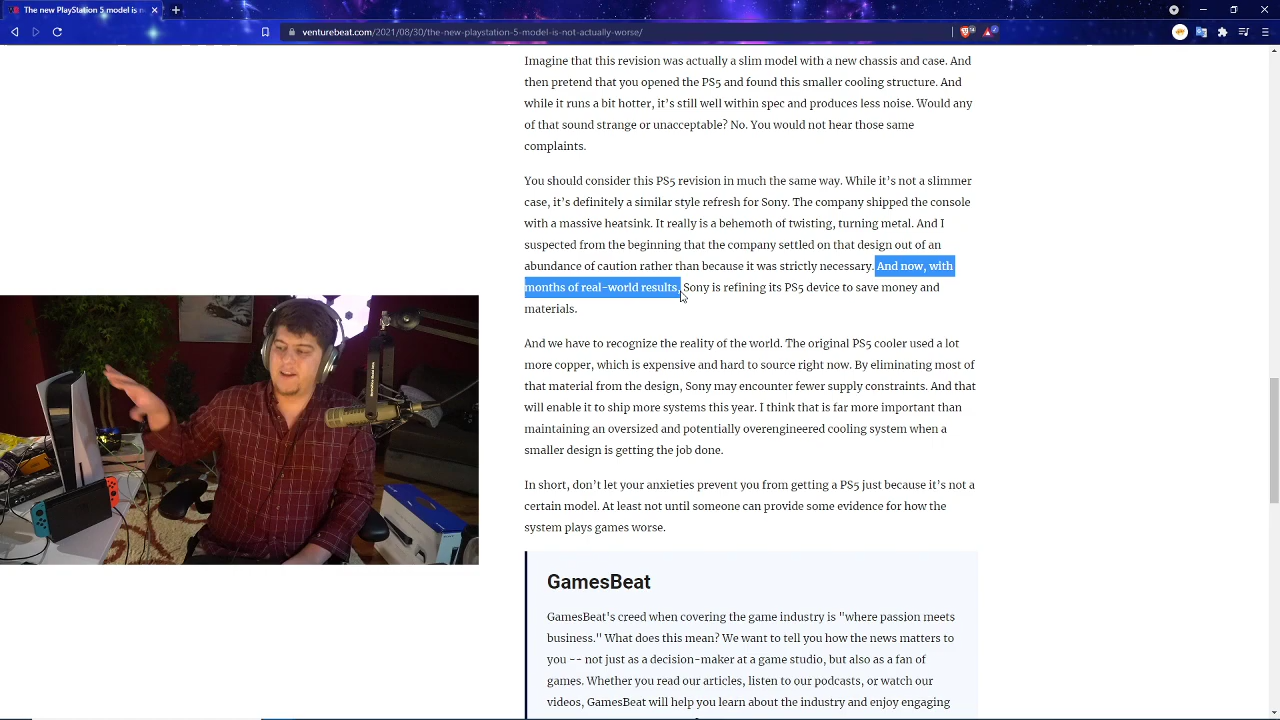 The new PlayStation 5 model is n
venturebeat.com/2021/08/30/the-new-playstation-5-model-is-not-actually-worse/
Imagine that this revision was actually a slim model with a new chassis and case. And
then pretend that you opened the PS5 and found this smaller cooling structure. And
while it runs a bit hotter, it’s still well within spec and produces less noise. Would any
of that sound strange or unacceptable? No. You would not hear those same
complaints.
You should consider this PS5 revision in much the same way. While it’s not a slimmer
case, it’s definitely a similar style refresh for Sony. The company shipped the console
with a massive heatsink. It really is a behemoth of twisting, turning metal. And I
suspected from the beginning that the company settled on that design out of an
abundance of caution rather than because it was strictly necessary. And now, with
months of real-world results, Sony is refining its PS5 device to save money and
materials.
And we have to recognize the reality of the world. The original PS5 cooler used a lot
more copper, which is expensive and hard to source right now. By eliminating most of
that material from the design, Sony may encounter fewer supply constraints. And that
will enable it to ship more systems this year. I think that is far more important than
maintaining an oversized and potentially overengineered cooling system when a
smaller design is getting the job done.
In short, don’t let your anxieties prevent you from getting a PS5 just because it’s not a
certain model. At least not until someone can provide some evidence for how the
system plays games worse.
GamesBeat
GamesBeat's creed when covering the game industry is "where passion meets
business." What does this mean? We want to tell you how the news matters to
you -- not just as a decision-maker at a game studio, but also as a fan of
games. Whether you read our articles, listen to our podcasts, or watch our
videos, GamesBeat will help you learn about the industry and enjoy engaging